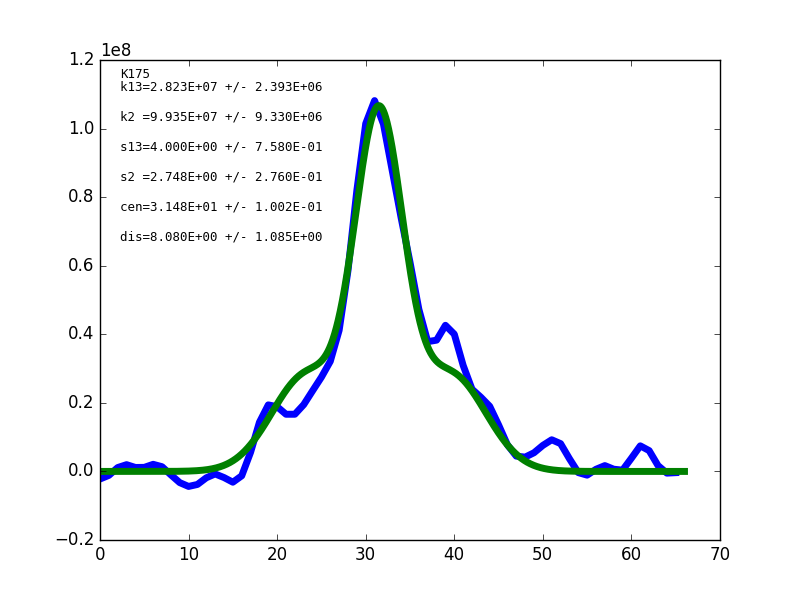 1e8
K175
k13=2.823E+07 +/- 2.393E+06
k2 =9.935E+07 +/- 9.330E+06
s13=4.000E+00 +/- 7.580E-01
s2 =2.748E+00 +/- 2.760E-01
cen=3.148E+01 +/- 1.002E-01
dis=8.080E+00 +/- 1.085E+00
1.2
1.0
0.8
0.6
0.4
0.2
0.0
−0.2
0 10 20 30 40 50 60 70